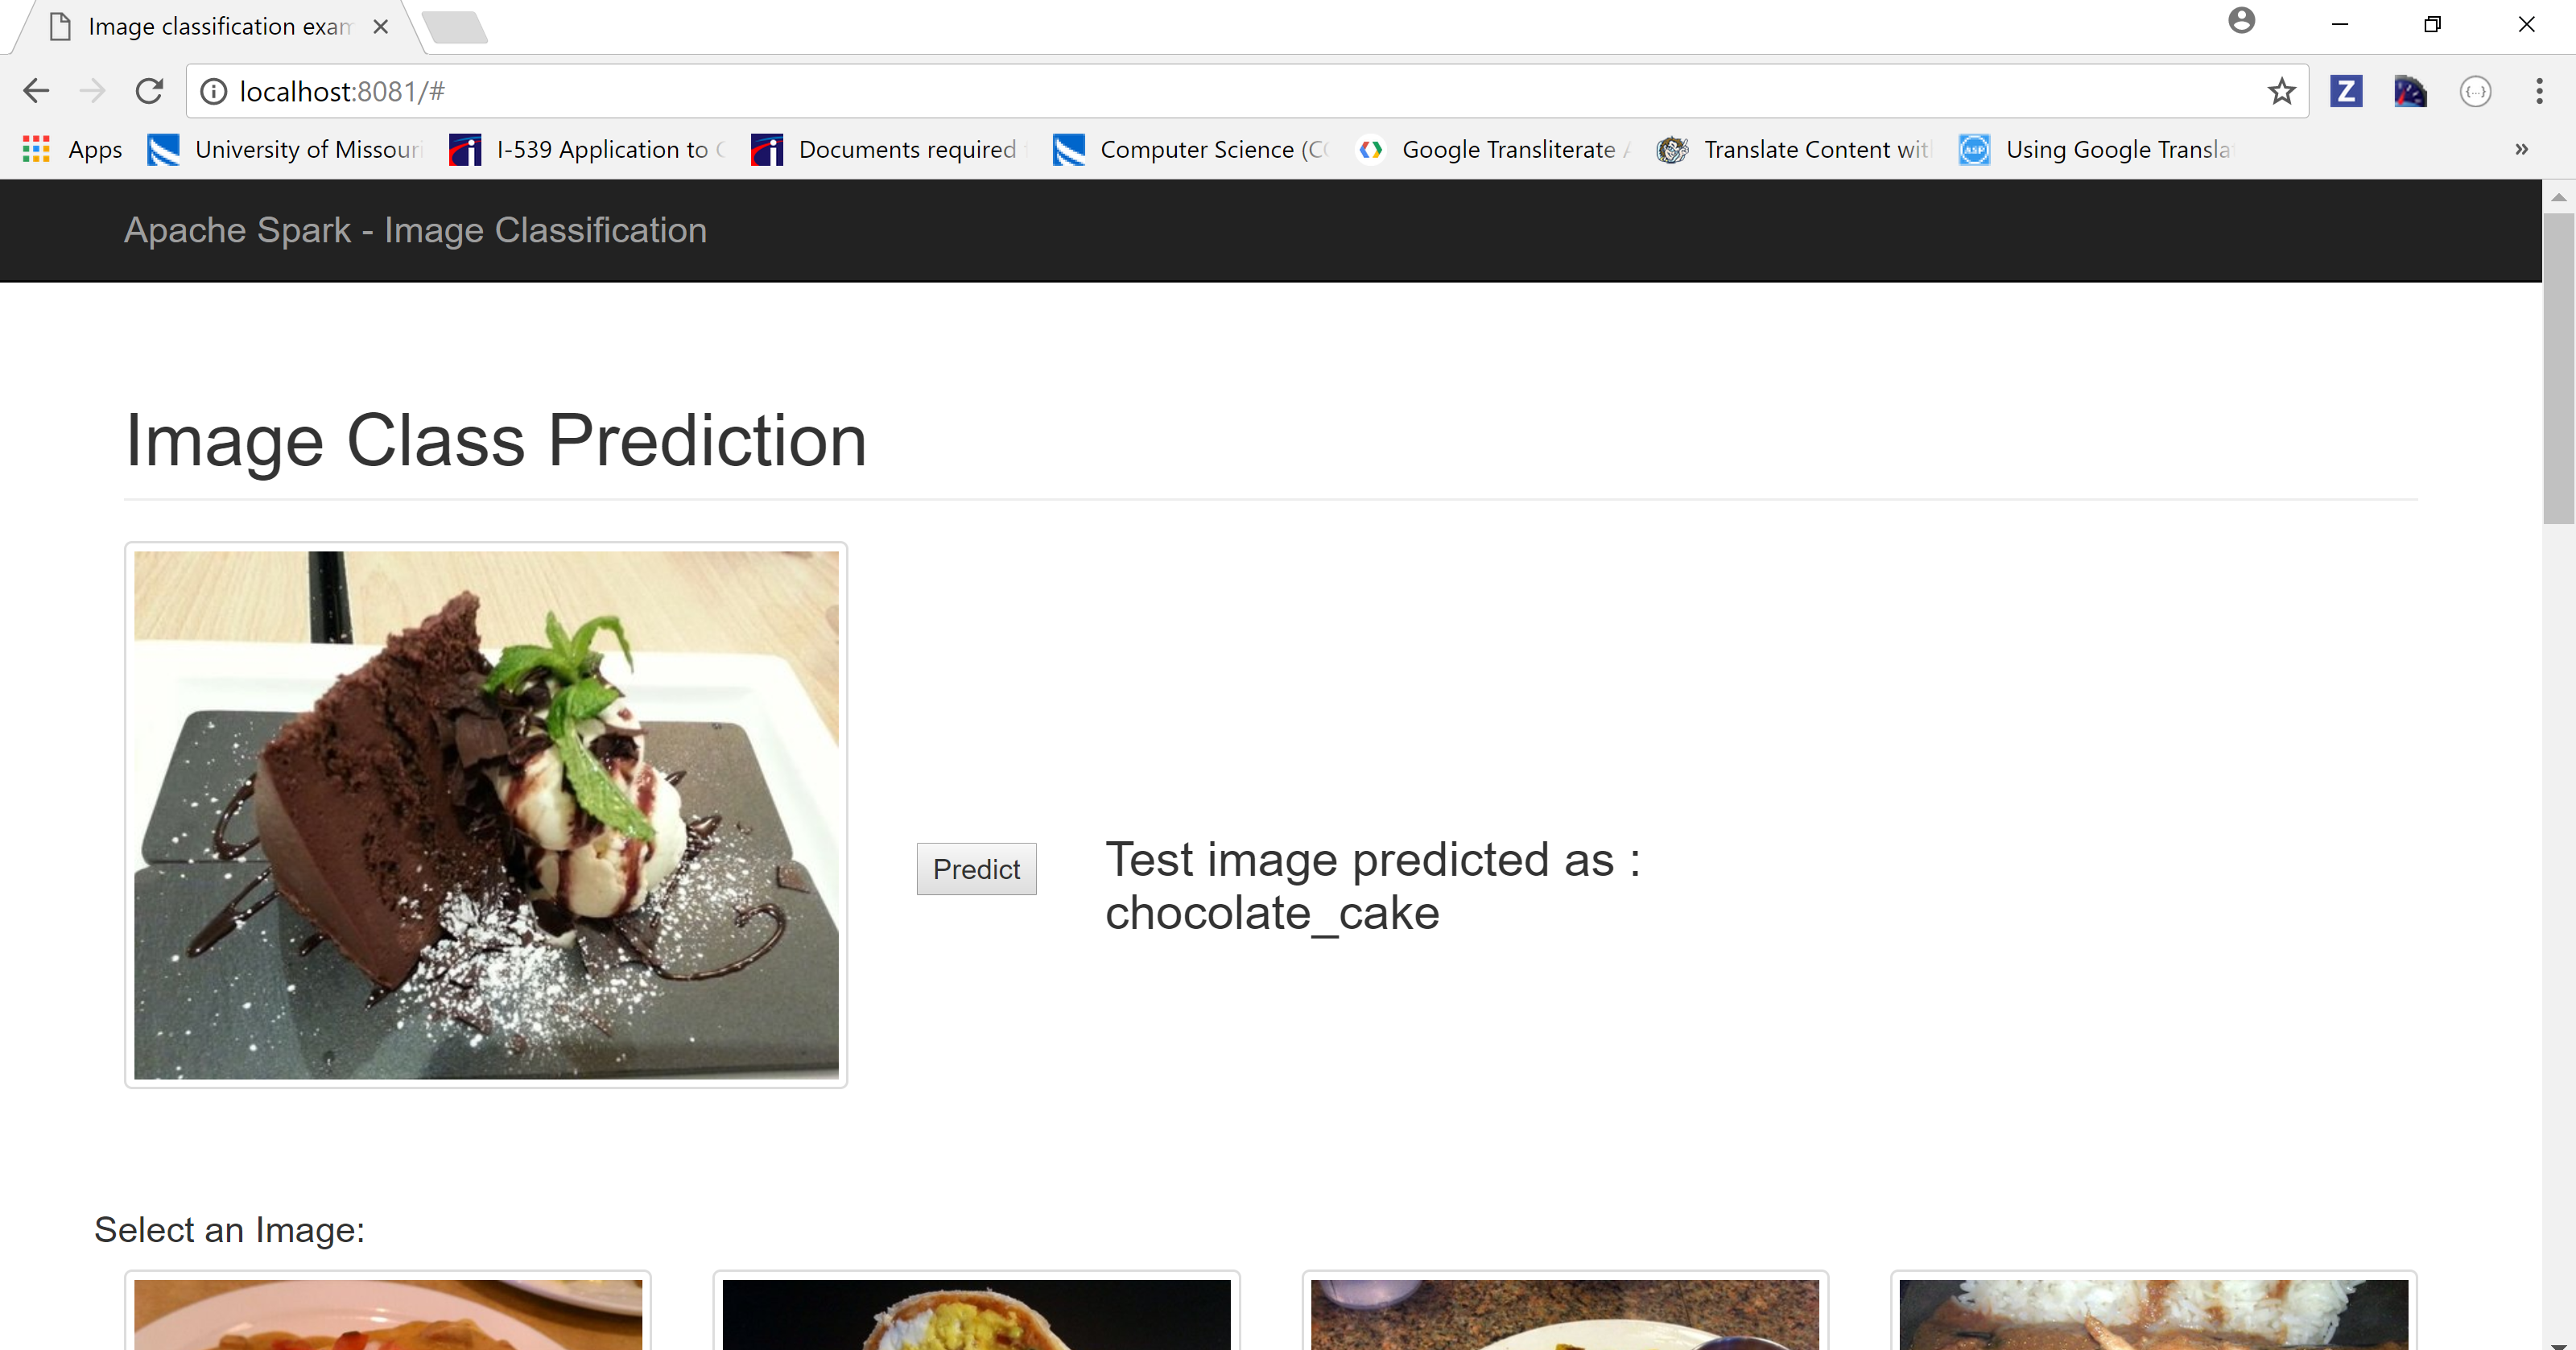 Image classification exam
localhost:8081/#
Apps University of Missouri I-539 Application to Documents required Computer Science (C Google Transliterate Translate Content wit Using Google Transla »
Apache Spark - Image Classification
Image Class Prediction
Predict
Test image predicted as :
chocolate_cake
Select an Image: